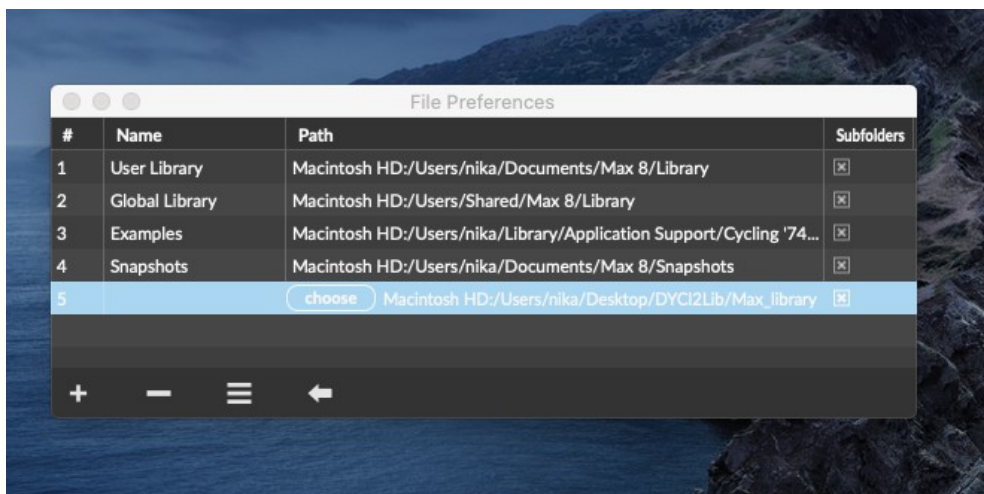 File Preferences
# Name Path Subfolders
1 User Library Macintosh HD:/Users/nika/Documents/Max 8/Library
2 Global Library Macintosh HD:/Users/Shared/Max 8/Library
3 Examples Macintosh HD:/Users/nika/Library/Application Support/Cycling '74...
4 Snapshots Macintosh HD:/Users/nika/Documents/Max 8/Snapshots
5 choose Macintosh HD:/Users/nika/Desktop/DYCI2Lib/Max_library